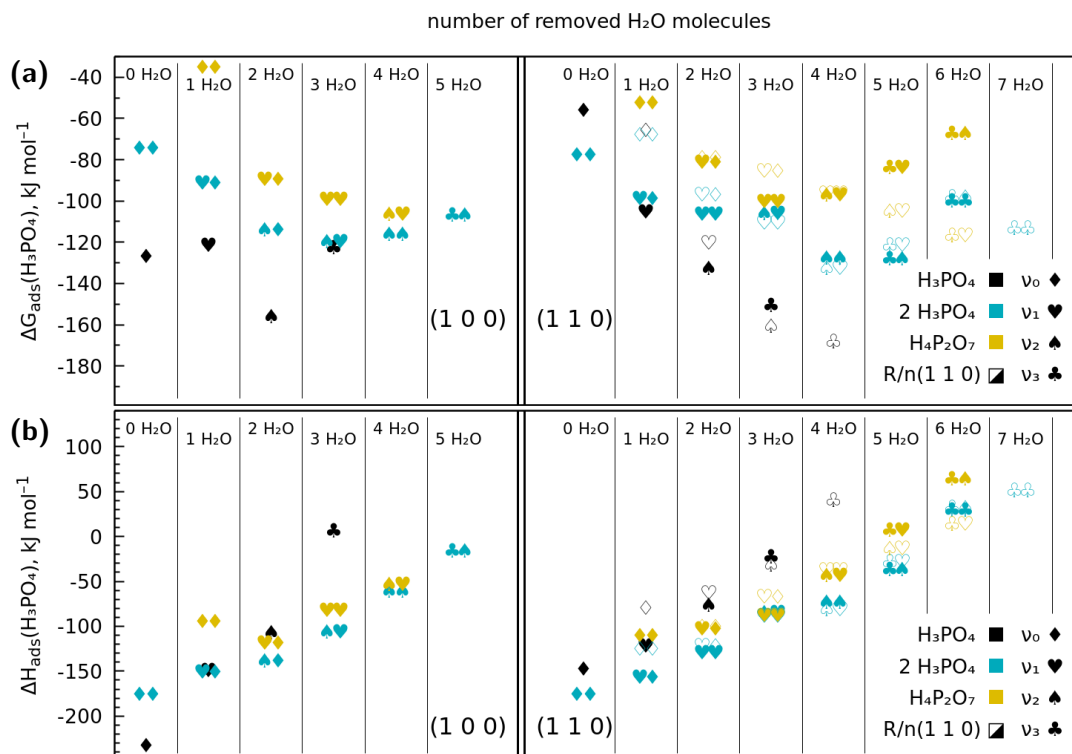 number of removed H₂O molecules
(a)
0 H₂O 1 H₂O 2 H₂O 3 H₂O 4 H₂O 5 H₂O
0 H₂O 1 H₂O 2 H₂O 3 H₂O 4 H₂O 5 H₂O 6 H₂O 7 H₂O
ΔG_ads(H₃PO₄), kJ mol⁻¹
-40
-60
-80
-100
-120
-140
-160
-180
(1 0 0)
(1 1 0)
H₃PO₄ ■ ν₀ ♦
2 H₃PO₄ ■ ν₁ ♥
H₄P₂O₇ ■ ν₂ ♠
R/n(1 1 0) ◪ ν₃ ♣
(b)
0 H₂O 1 H₂O 2 H₂O 3 H₂O 4 H₂O 5 H₂O
0 H₂O 1 H₂O 2 H₂O 3 H₂O 4 H₂O 5 H₂O 6 H₂O 7 H₂O
ΔH_ads(H₃PO₄), kJ mol⁻¹
100
50
0
-50
-100
-150
-200
(1 0 0)
(1 1 0)
H₃PO₄ ■ ν₀ ♦
2 H₃PO₄ ■ ν₁ ♥
H₄P₂O₇ ■ ν₂ ♠
R/n(1 1 0) ◪ ν₃ ♣